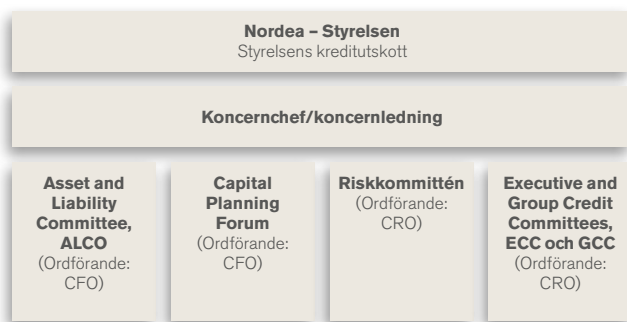 Nordea – Styrelsen
Styrelsens kreditutskott
Koncernchef/koncernledning
Asset and
Liability
Committee,
ALCO
(Ordförande:
CFO)
Capital
Planning
Forum
(Ordförande:
CFO)
Riskkommittén
(Ordförande:
CRO)
Executive and
Group Credit
Committees,
ECC och GCC
(Ordförande:
CRO)